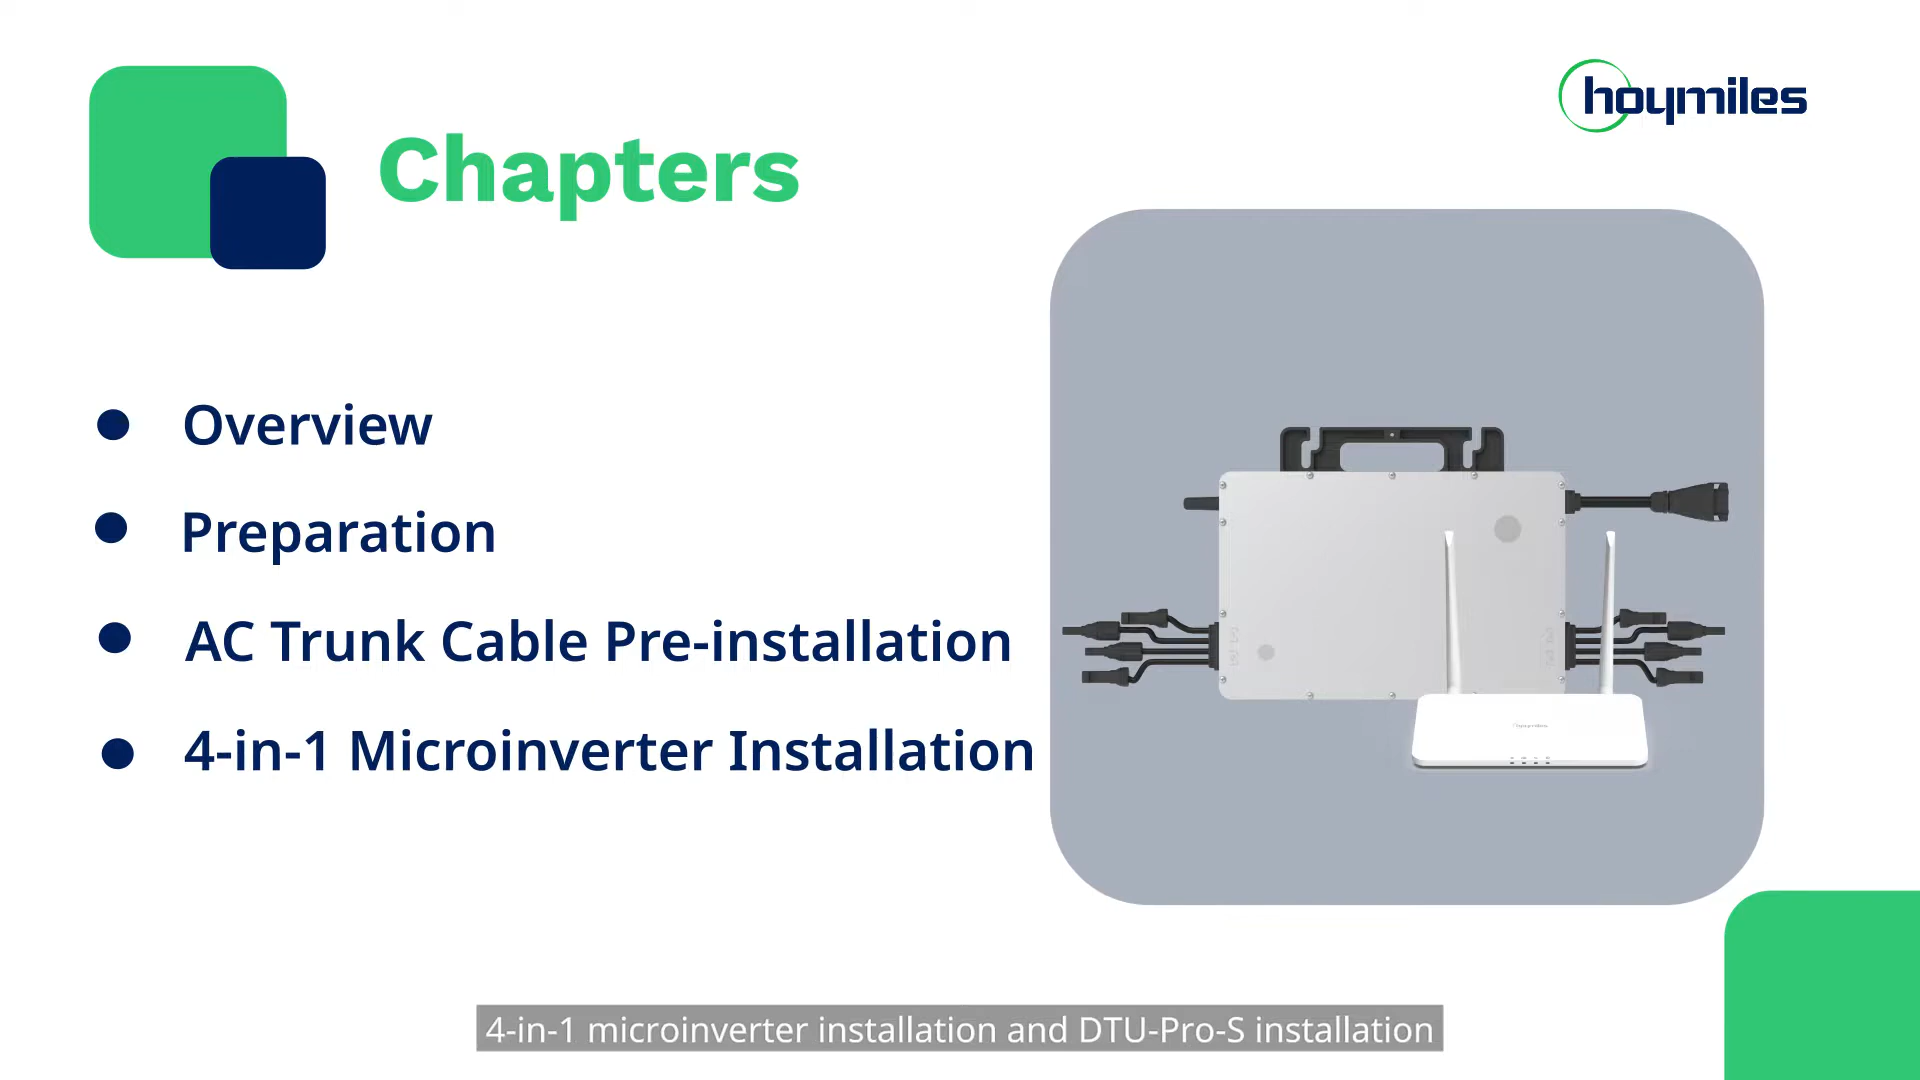 hoymiles
Chapters
Overview
Preparation
AC Trunk Cable Pre-installation
4-in-1 Microinverter Installation
hoymiles
4-in-1 microinverter installation and DTU-Pro-S installation